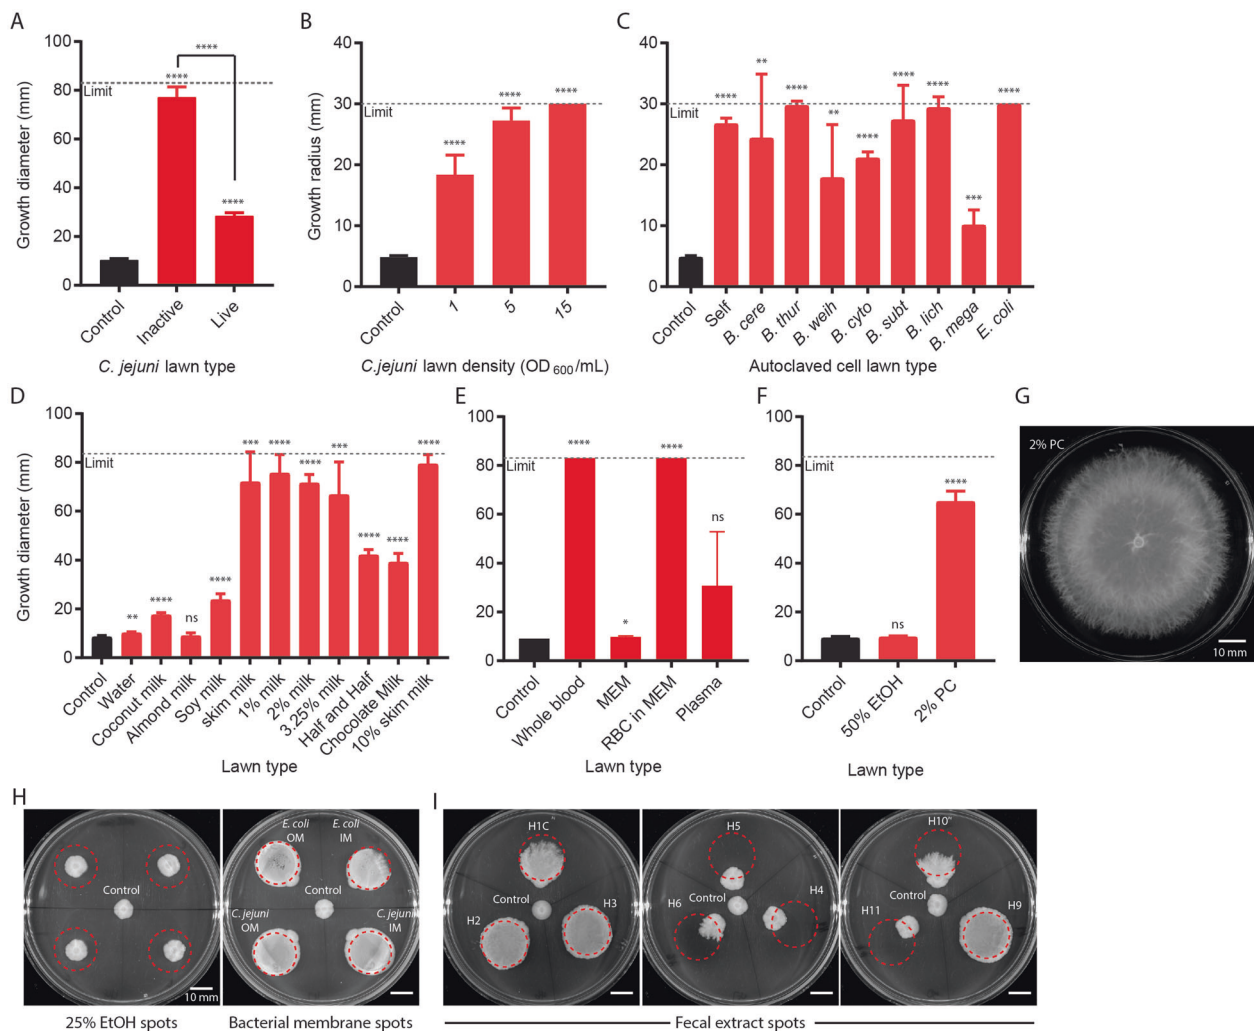 A
Growth diameter (mm)
100
80
60
40
20
0
Limit
****
****
****
Control
Inactive
Live
C. jejuni lawn type
B
Growth radius (mm)
40
30
20
10
0
Limit
****
****
****
Control
1
5
15
C.jejuni lawn density (OD 600/mL)
C
40
30
20
10
0
Limit
****
**
****
**
****
****
****
***
****
Control
Self
B. cere
B. thur
B. weih
B. cyto
B. subt
B. lich
B. mega
E. coli
Autoclaved cell lawn type
D
Growth diameter (mm)
100
80
60
40
20
0
Limit
**
****
ns
****
***
****
****
***
****
****
****
Control
Water
Coconut milk
Almond milk
Soy milk
skim milk
1% milk
2% milk
3.25% milk
Half and Half
Chocolate Milk
10% skim milk
Lawn type
E
100
80
60
40
20
0
Limit
****
*
****
ns
Control
Whole blood
MEM
RBC in MEM
Plasma
Lawn type
F
100
80
60
40
20
0
Limit
ns
****
Control
50% EtOH
2% PC
Lawn type
G
2% PC
10 mm
H
Control
10 mm
25% EtOH spots
E. coli
OM
E. coli
IM
Control
C. jejuni
OM
C. jejuni
IM
Bacterial membrane spots
I
H1C
Control
H2
H3
H5
Control
H6
H4
H10
Control
H11
H9
Fecal extract spots